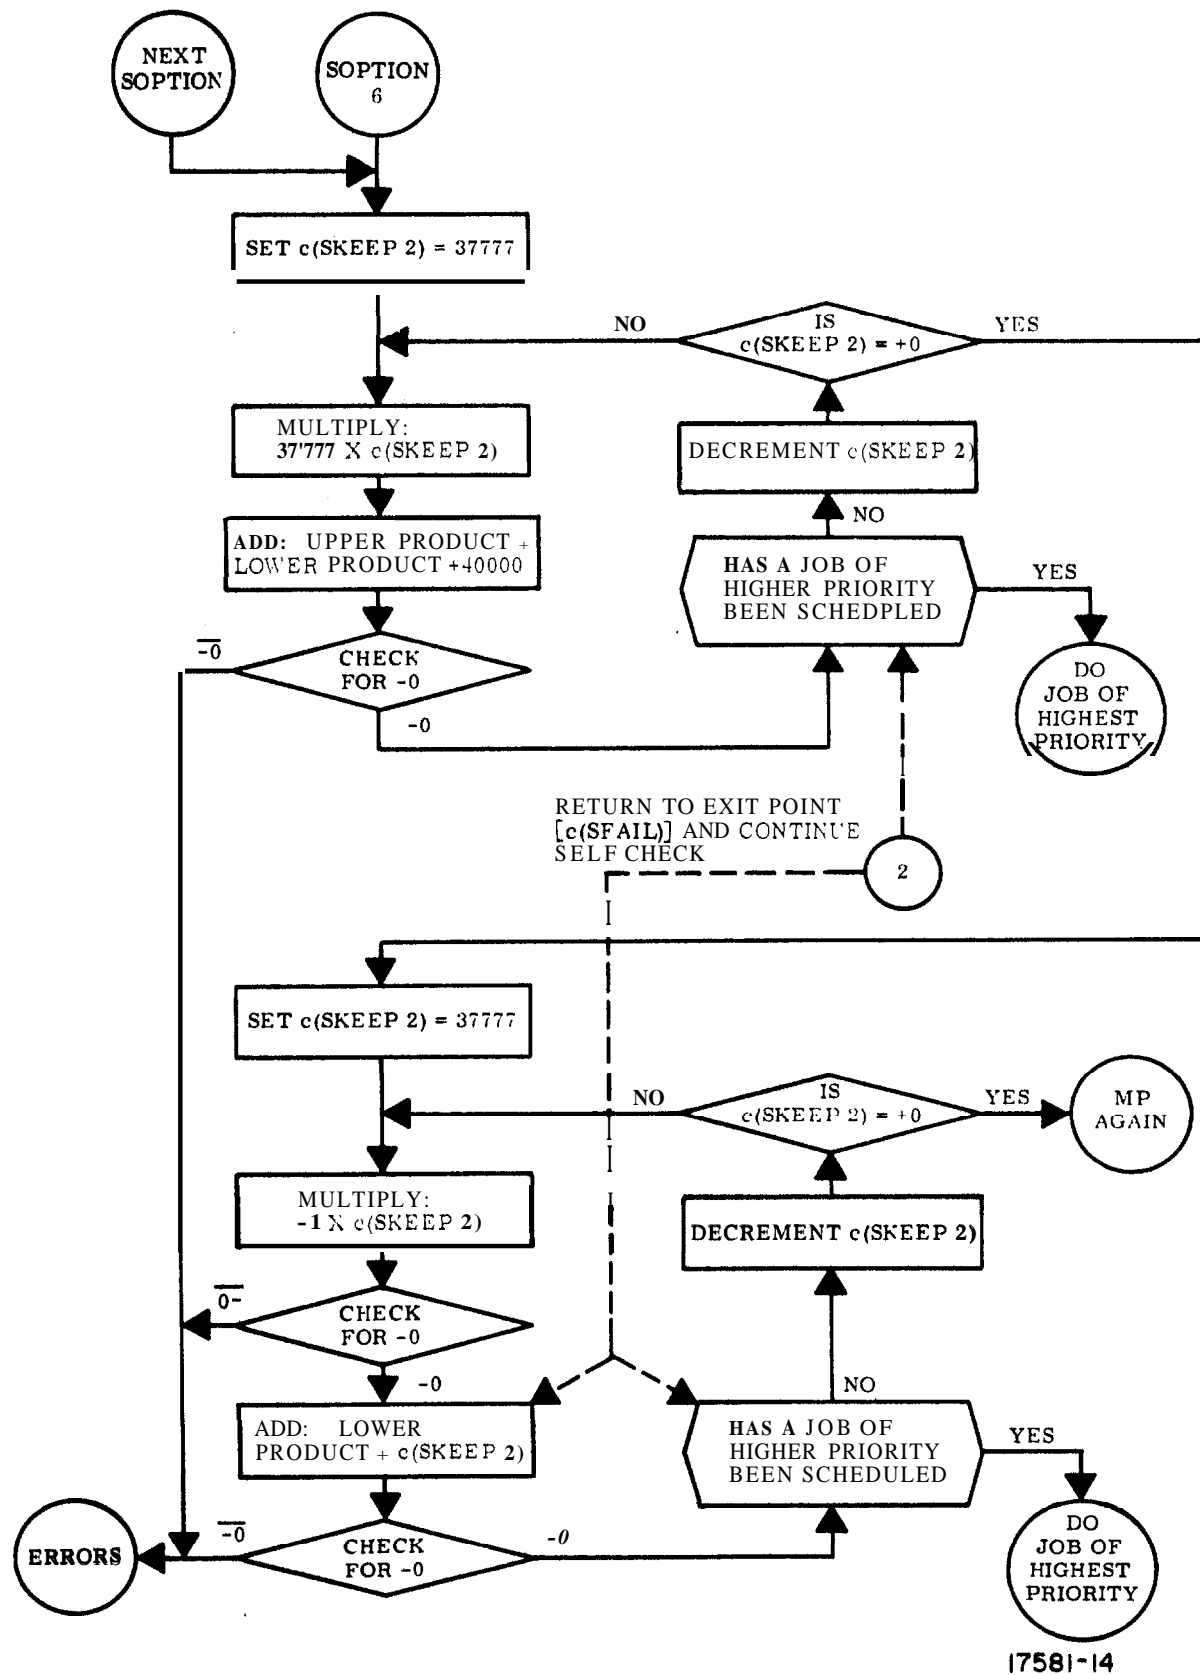 NEXT
SOPTION
SOPTION
6
SET c(SKEEP 2) = 37777
NO
IS
c(SKEEP 2) = +0
YES
MULTIPLY:
37'777 X c(SKEEP 2)
DECREMENT c(SKEEP 2)
NO
ADD: UPPER PRODUCT +
LOWER PRODUCT +40000
HAS A JOB OF
HIGHER PRIORITY
BEEN SCHEDPLED
YES
-0
CHECK
FOR -0
-0
DO
JOB OF
HIGHEST
(PRIORITY)
RETURN TO EXIT POINT
[c(SFAIL)] AND CONTINUE
SELF CHECK
2
SET c(SKEEP 2) = 37777
NO
IS
c(SKEEP 2) = +0
YES
MP
AGAIN
MULTIPLY:
-1 X c(SKEEP 2)
DECREMENT c(SKEEP 2)
0-
CHECK
FOR -0
-0
NO
ADD: LOWER
PRODUCT + c(SKEEP 2)
HAS A JOB OF
HIGHER PRIORITY
BEEN SCHEDULED
YES
ERRORS
-0
CHECK
FOR -0
-0
DO
JOB OF
HIGHEST
PRIORITY
17581-14